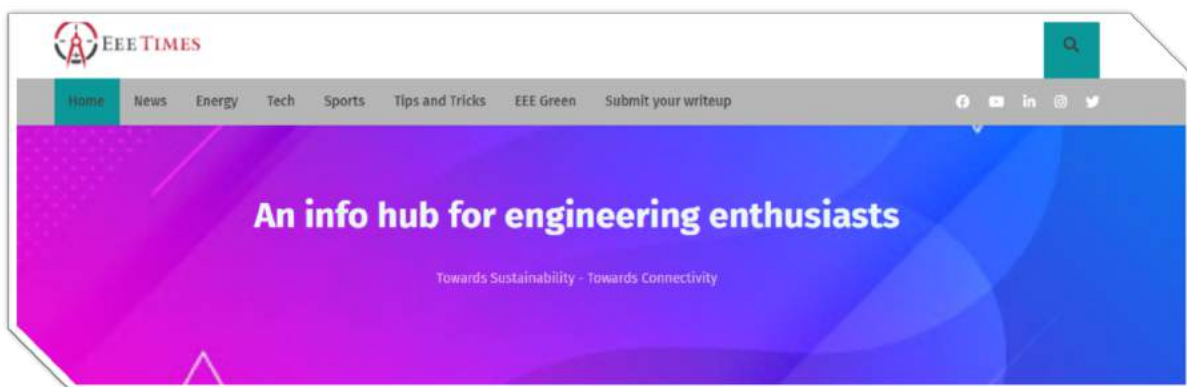 EEE TIMES
Home News Energy Tech Sports Tips and Tricks EEE Green Submit your writeup
An info hub for engineering enthusiasts
Towards Sustainability - Towards Connectivity